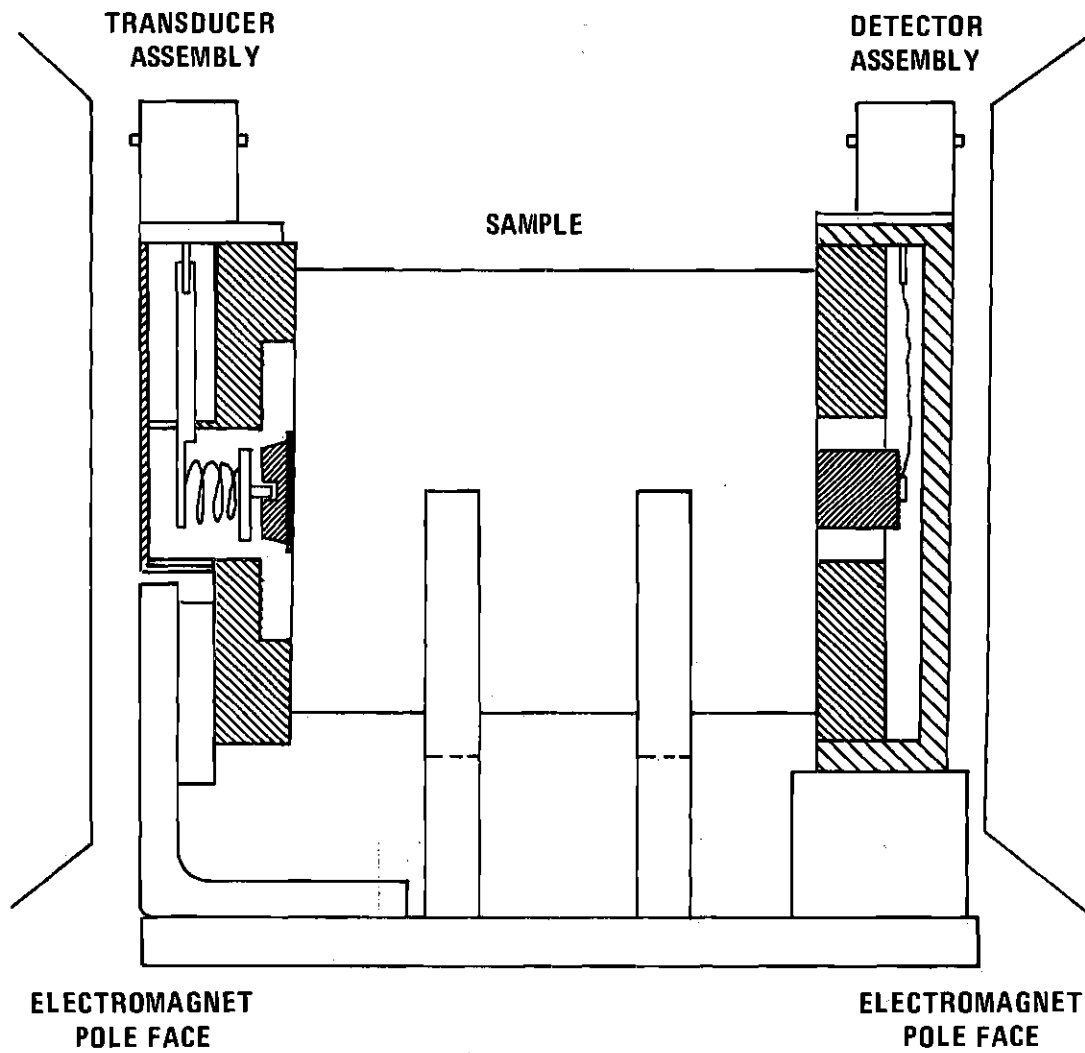 TRANSDUCER
ASSEMBLY
DETECTOR
ASSEMBLY
SAMPLE
ELECTROMAGNET
POLE FACE
ELECTROMAGNET
POLE FACE